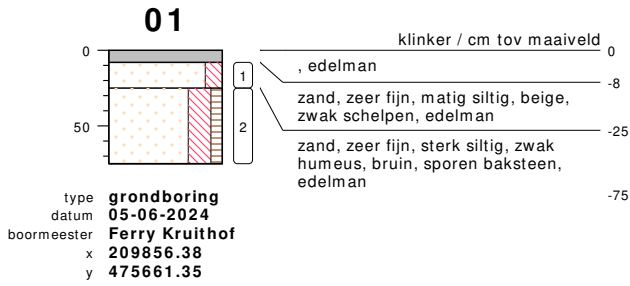 01
klinker / cm tov maaiveld
0
0
, edelman
-8
1
zand, zeer fijn, matig siltig, beige,
zwak schelpen, edelman
-25
50
2
zand, zeer fijn, sterk siltig, zwak
humeus, bruin, sporen baksteen,
edelman
-75
type grondboring
datum 05-06-2024
boormeester Ferry Kruithof
x 209856.38
y 475661.35